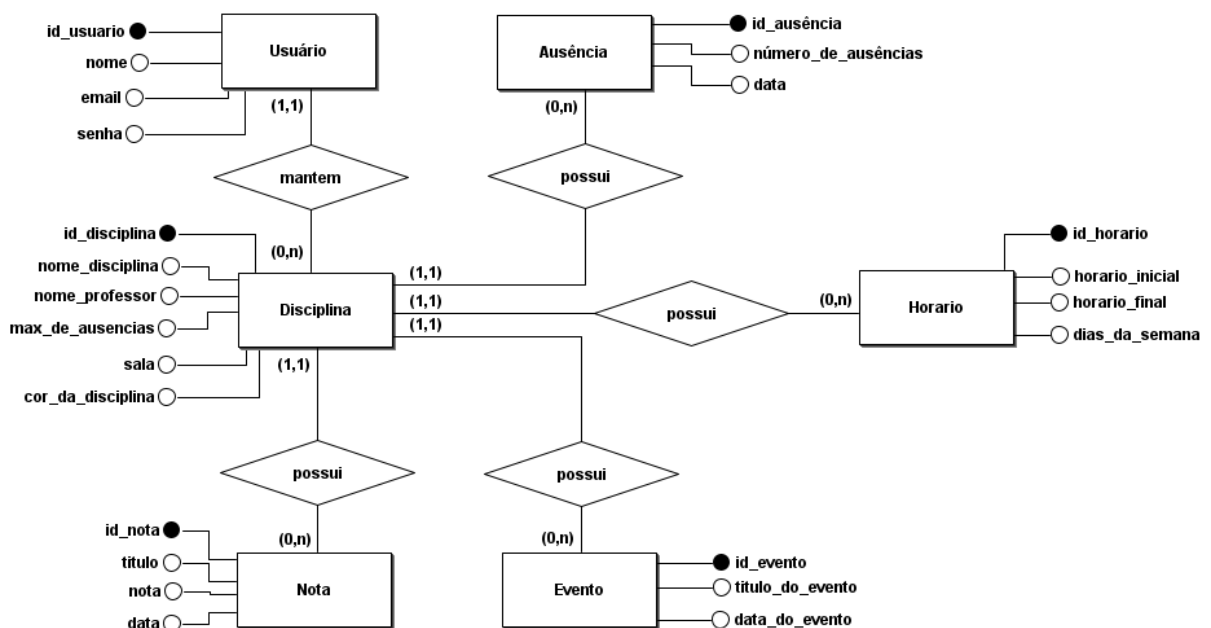 id_usuario
nome
email
senha
Usuário
(1,1)
mantem
(0,n)
Ausência
id_ausência
número_de_ausências
data
(0,n)
possui
id_disciplina
nome_disciplina
nome_professor
max_de_ausencias
sala
cor_da_disciplina
Disciplina
(1,1)
(1,1)
(1,1)
(1,1)
possui
(0,n)
Horario
id_horario
horario_inicial
horario_final
dias_da_semana
possui
(0,n)
id_nota
titulo
nota
data
Nota
possui
(0,n)
Evento
id_evento
titulo_do_evento
data_do_evento